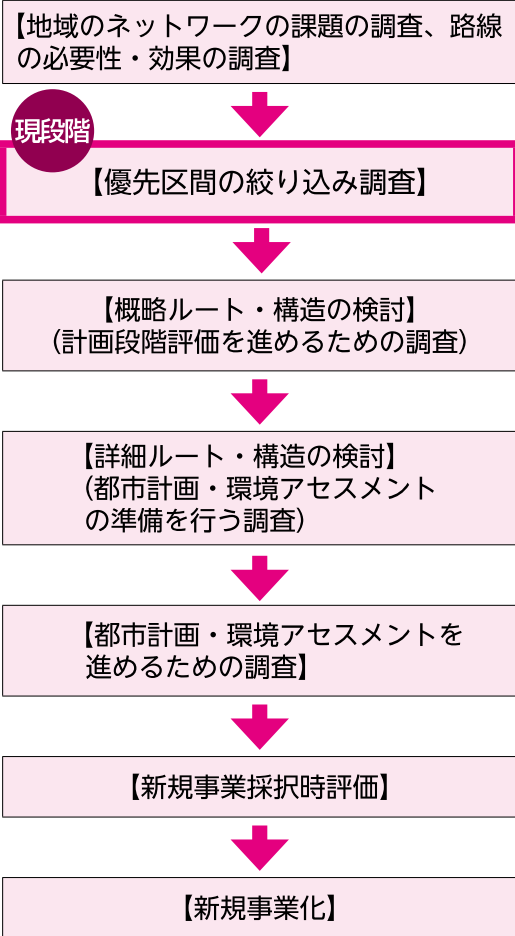 【地域のネットワークの課題の調査、路線
の必要性・効果の調査】
現段階
【優先区間の絞り込み調査】
【概略ルート・構造の検討】
（計画段階評価を進めるための調査）
【詳細ルート・構造の検討】
（都市計画・環境アセスメント
の準備を行う調査）
【都市計画・環境アセスメントを
進めるための調査】
【新規事業採択時評価】
【新規事業化】